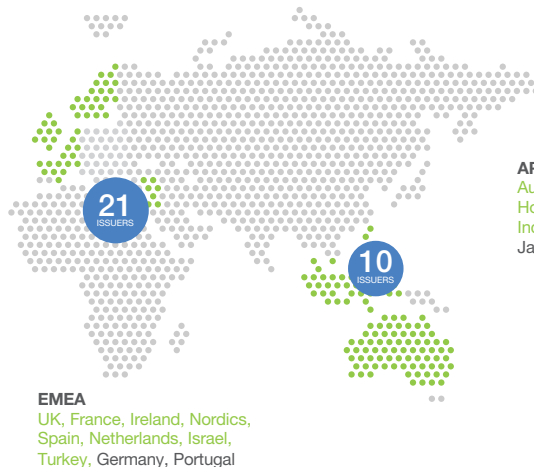 21
ISSUERS
10
ISSUERS
EMEA
UK, France, Ireland, Nordics,
Spain, Netherlands, Israel,
Turkey, Germany, Portugal